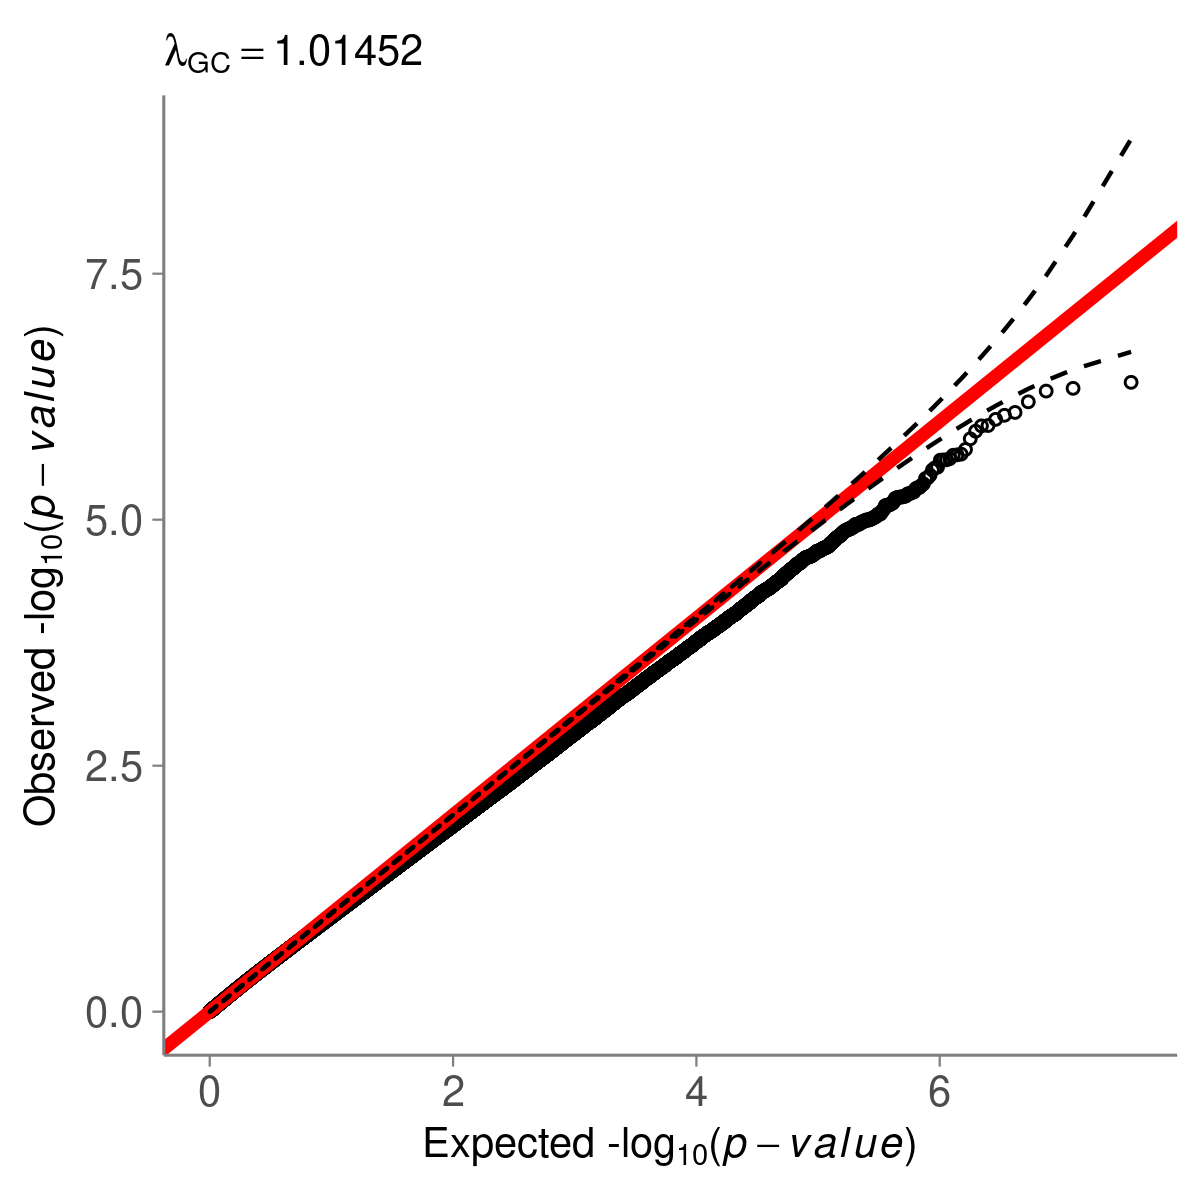 λGC = 1.01452
Observed -log10(p − value)
7.5
5.0
2.5
0.0
0 2 4 6
Expected -log10(p − value)